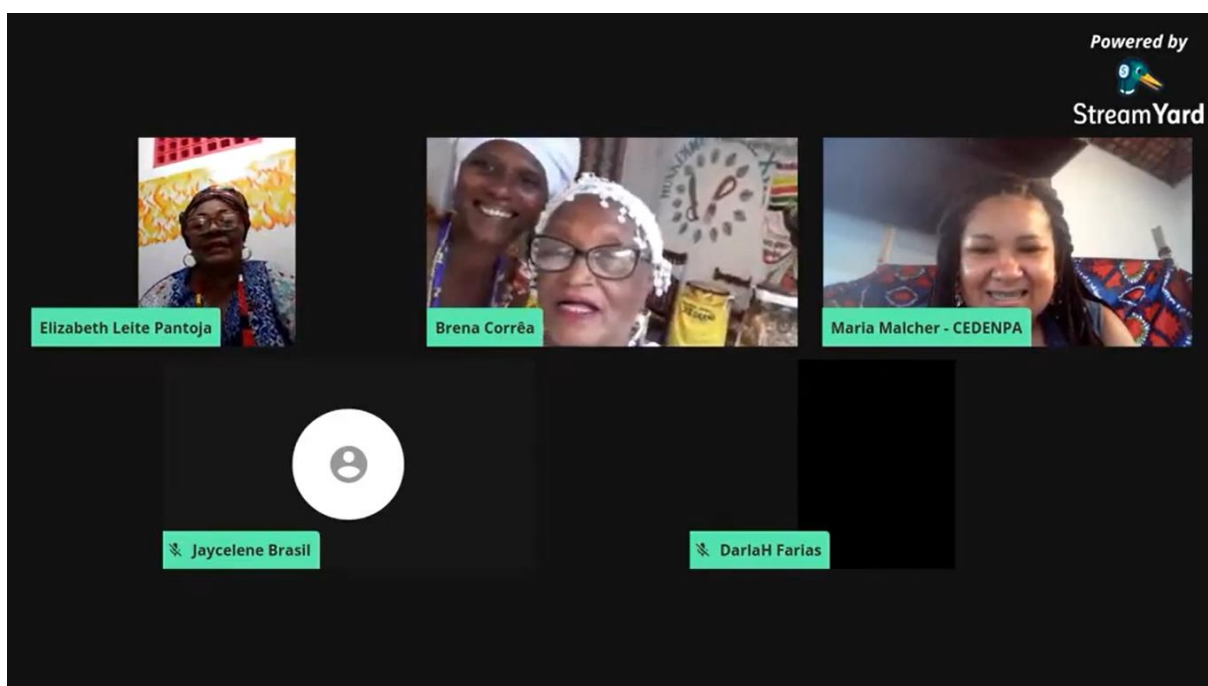 Powered by
StreamYard
Elizabeth Leite Pantoja
Brena Corrêa
Maria Malcher - CEDENPA
Jaycelene Brasil
DarlaH Farias